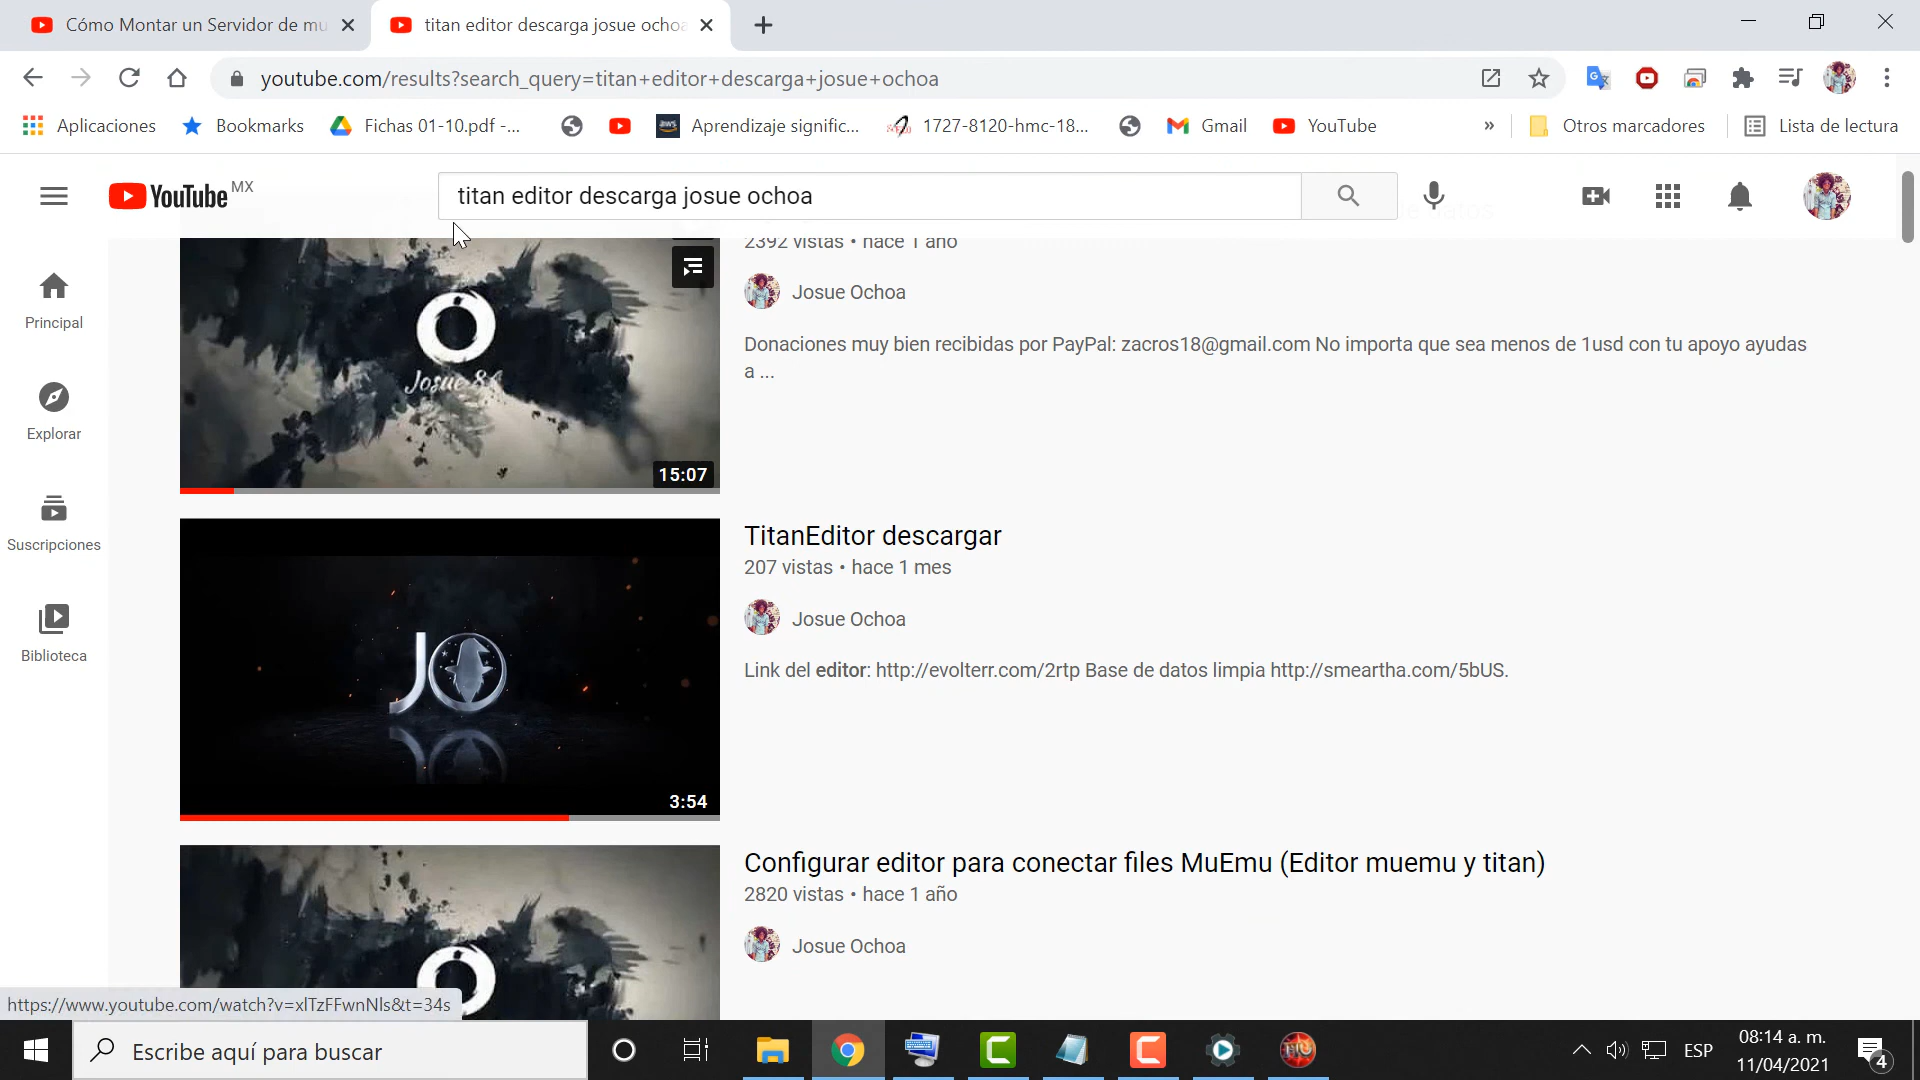 Cómo Montar un Servidor de mu
titan editor descarga josue ochoa
youtube.com/results?search_query=titan+editor+descarga+josue+ochoa
Aplicaciones
Bookmarks
Fichas 01-10.pdf -...
aws
Aprendizaje signific...
1727-8120-hmc-18...
Gmail
YouTube
»
Otros marcadores
Lista de lectura
YouTube MX
titan editor descarga josue ochoa
Principal
Explorar
Suscripciones
Biblioteca
2392 vistas • hace 1 año
Josue Ochoa
Donaciones muy bien recibidas por PayPal: zacros18@gmail.com No importa que sea menos de 1usd con tu apoyo ayudas
a ...
15:07
TitanEditor descargar
207 vistas • hace 1 mes
Josue Ochoa
Link del editor: http://evolterr.com/2rtp Base de datos limpia http://smeartha.com/5bUS.
JO
3:54
Configurar editor para conectar files MuEmu (Editor muemu y titan)
2820 vistas • hace 1 año
Josue Ochoa
https://www.youtube.com/watch?v=xlTzFFwnNls&t=34s
Escribe aquí para buscar
ESP
08:14 a. m.
11/04/2021
4